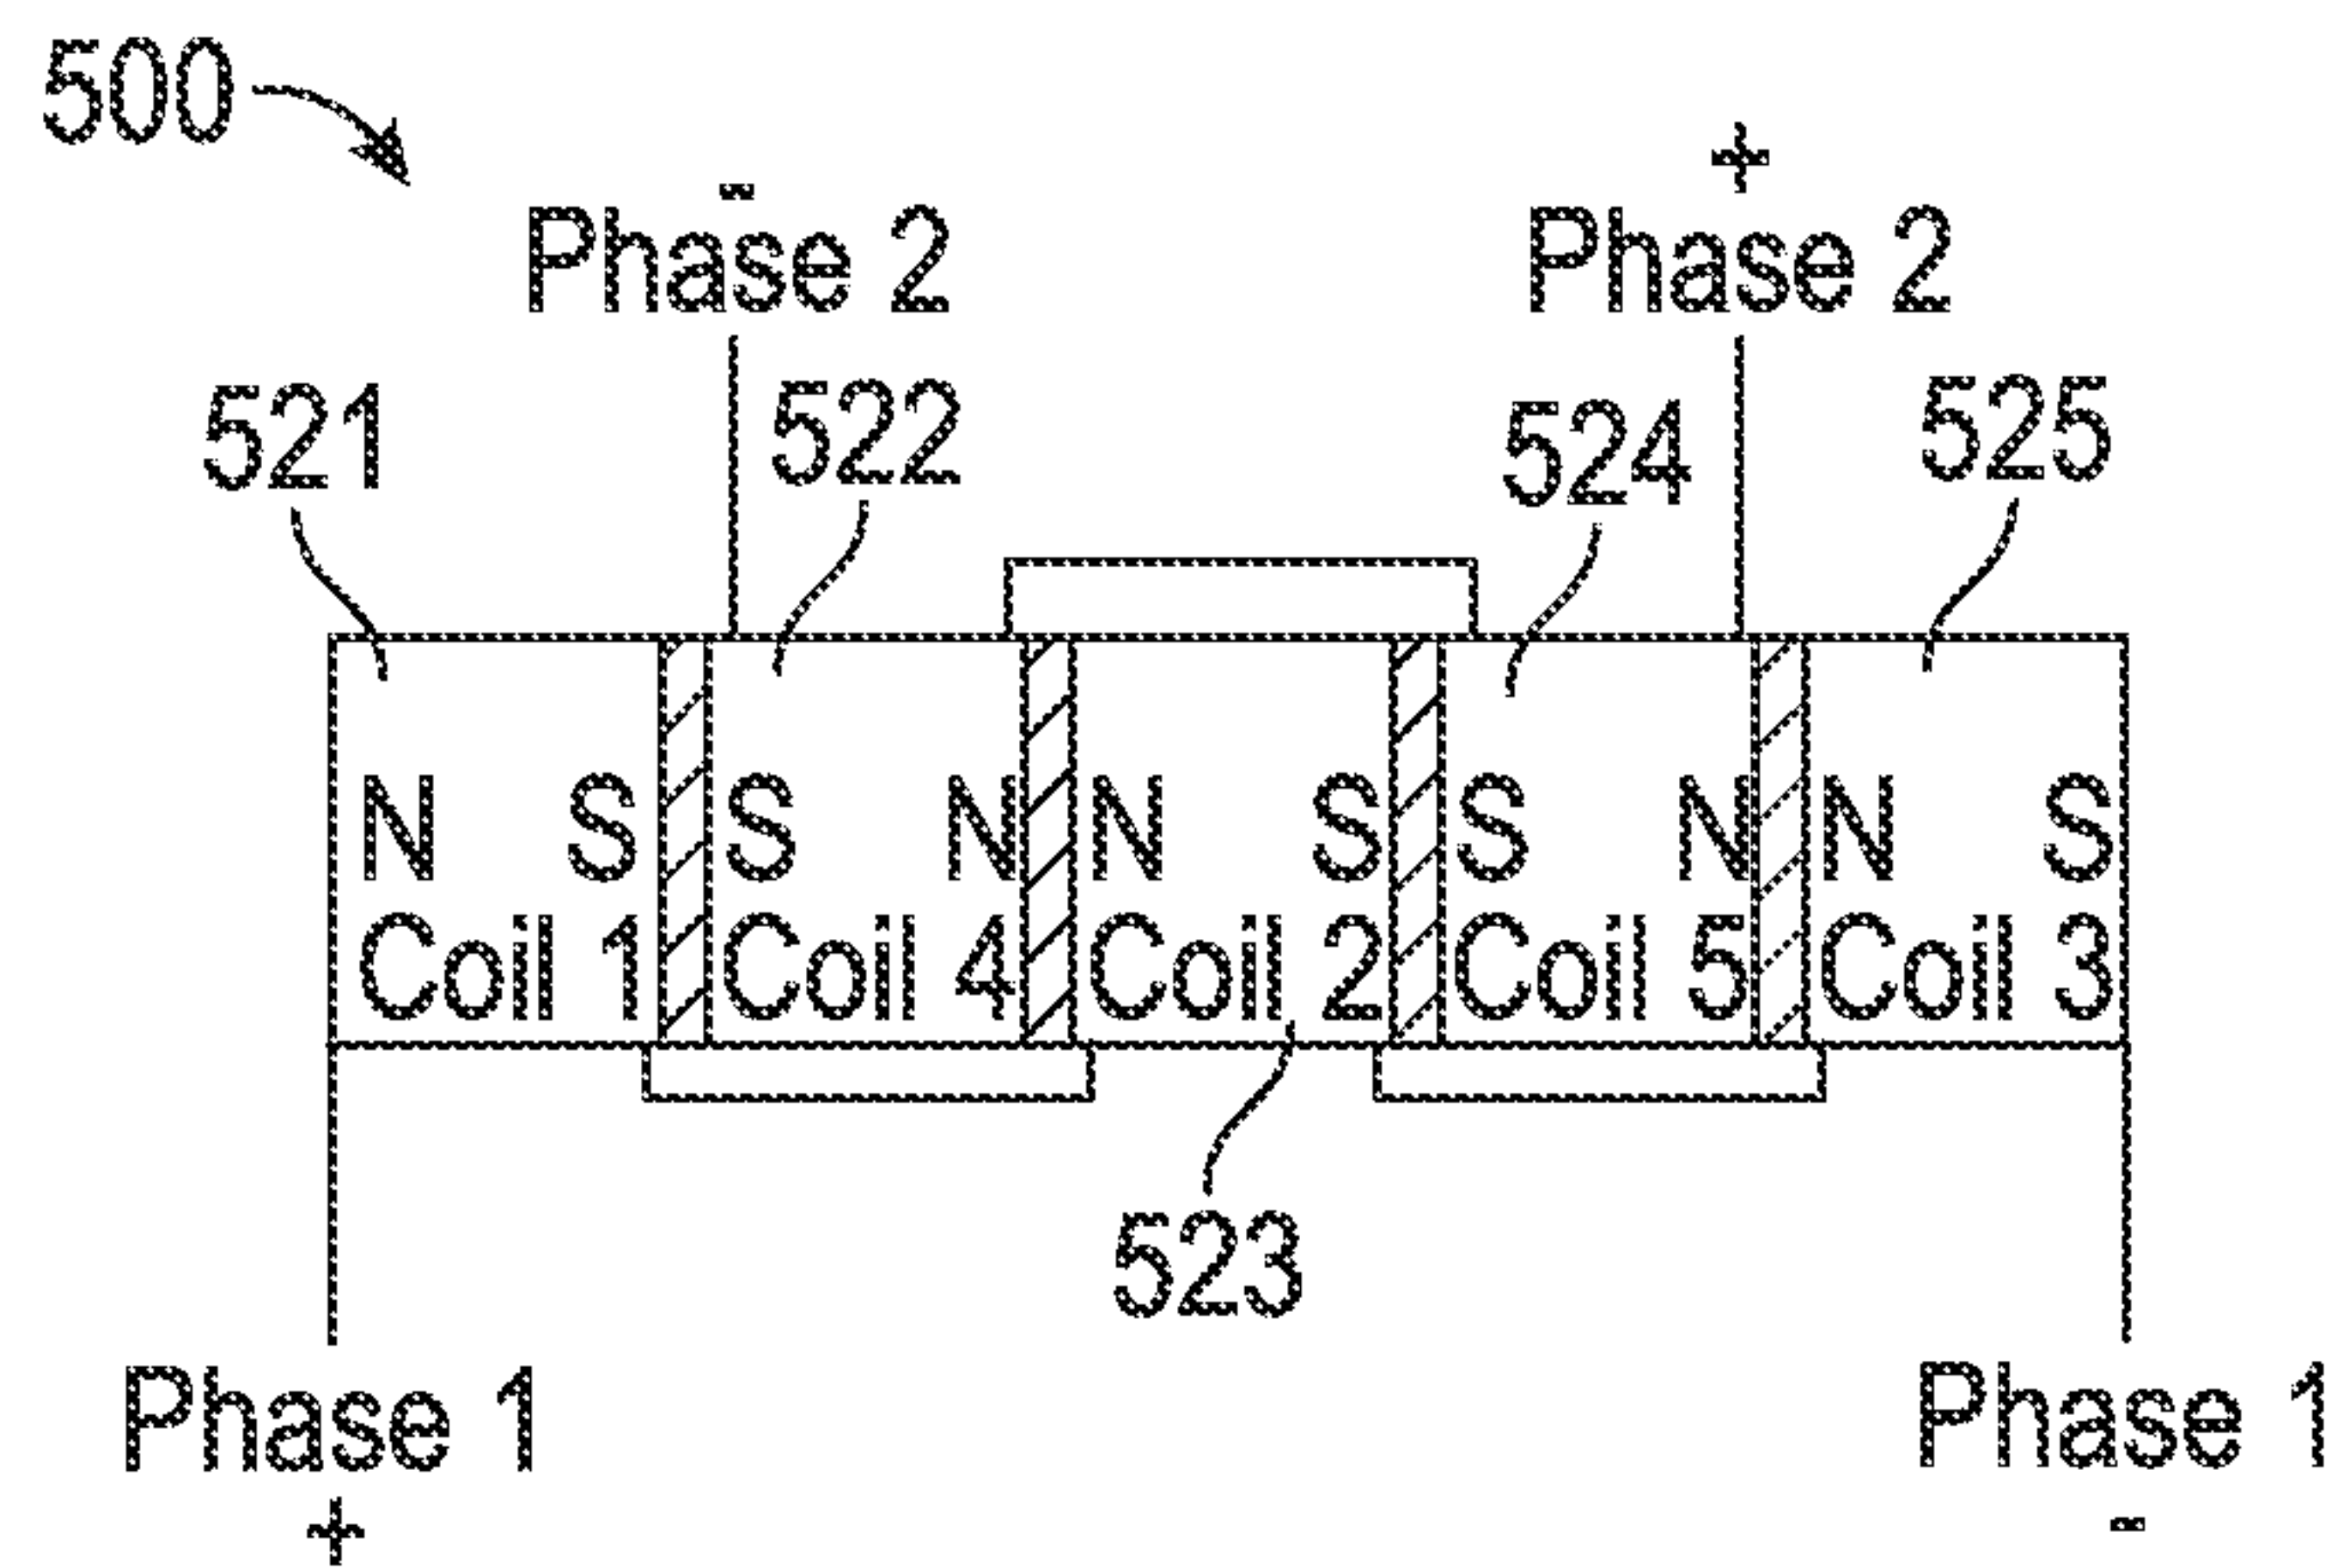 500
- +
Phase 2 Phase 2
521 522 524 525
N S S N N S S N N S
Coil 1 Coil 4 Coil 2 Coil 5 Coil 3
523
Phase 1 Phase 1
+ -